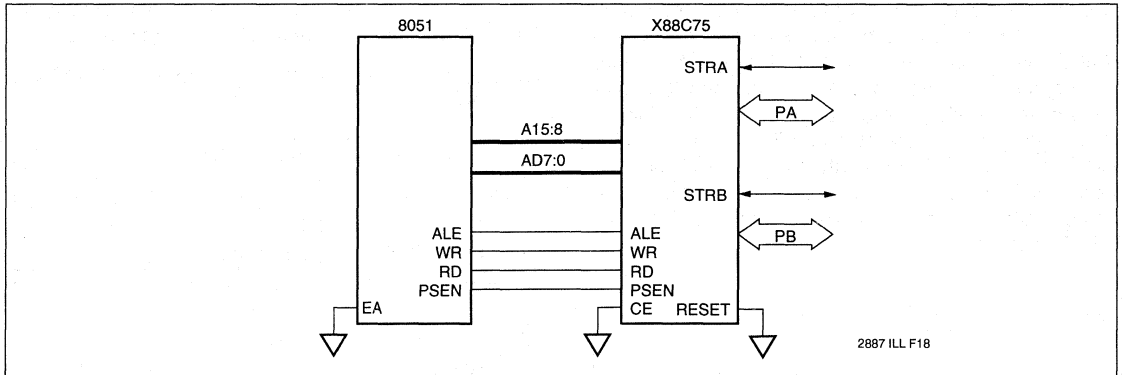 8051
X88C75
STRA
PA
A15:8
AD7:0
STRB
PB
ALE
ALE
WR
WR
RD
RD
PSEN
PSEN
EA
CE
RESET
2887 ILL F18